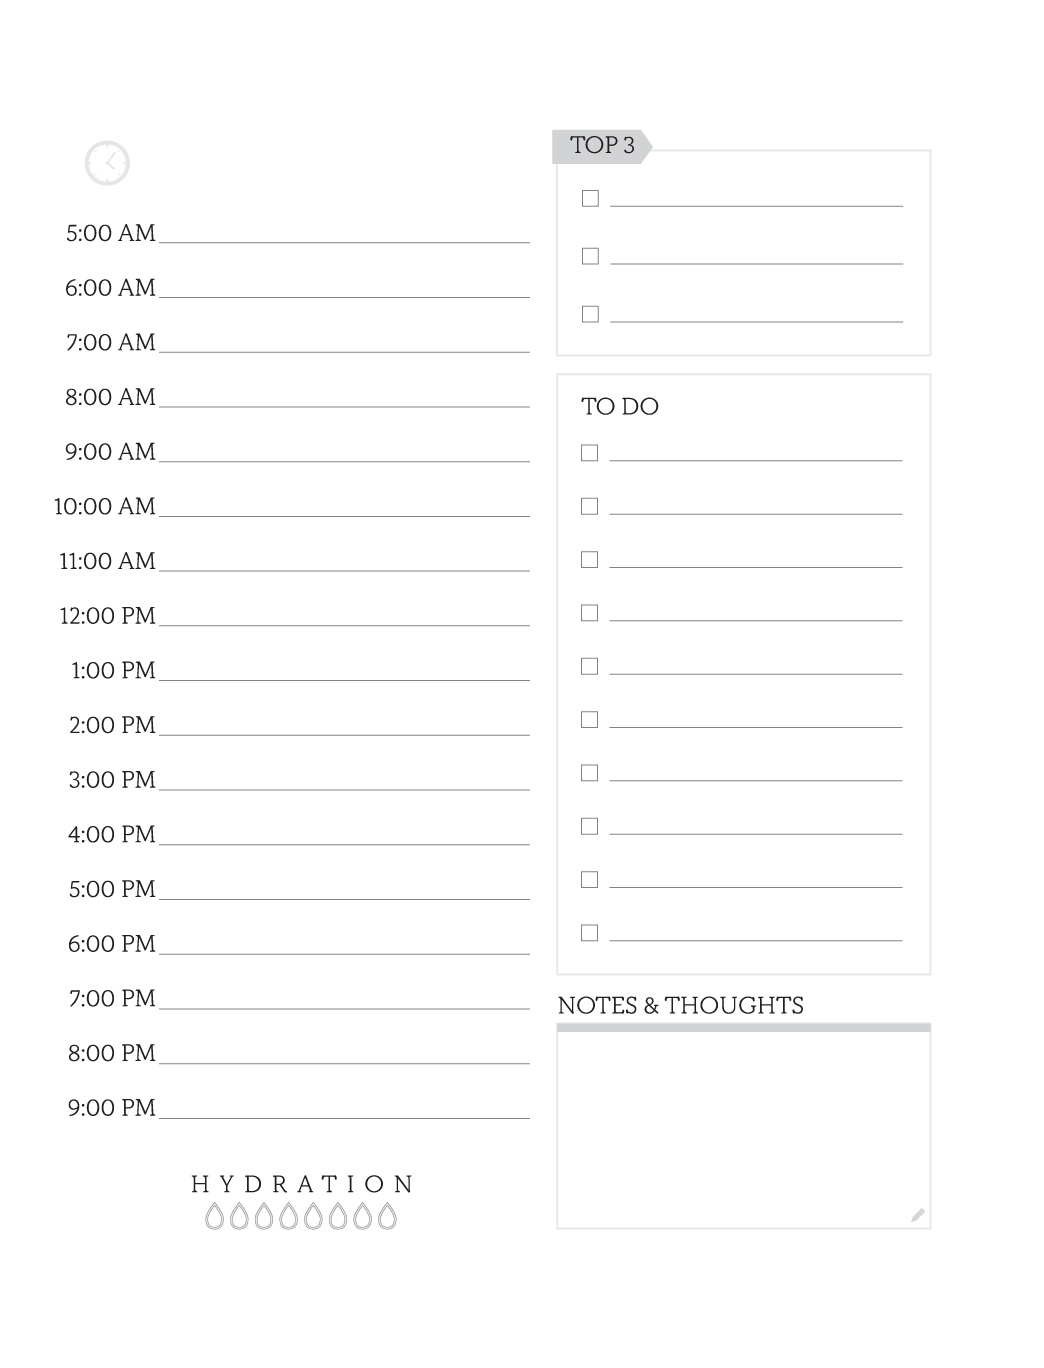 5:00 AM
6:00 AM
7:00 AM
8:00 AM
9:00 AM
10:00 AM
11:00 AM
12:00 PM
1:00 PM
2:00 PM
3:00 PM
4:00 PM
5:00 PM
6:00 PM
7:00 PM
8:00 PM
9:00 PM
HYDRATION
TOP 3
TO DO
NOTES & THOUGHTS